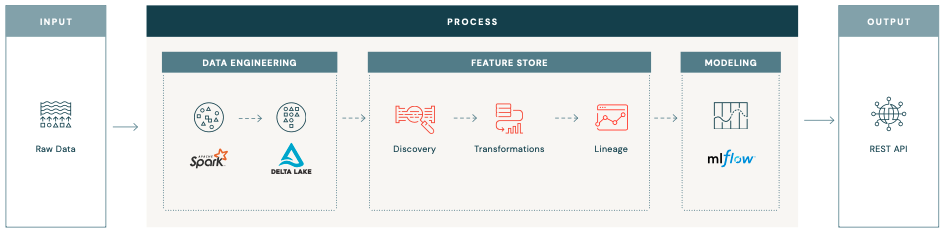 INPUT
PROCESS
OUTPUT
DATA ENGINEERING
FEATURE STORE
MODELING
Raw Data
APACHE
Spark
DELTA LAKE
Discovery
Transformations
Lineage
mlflow
REST API